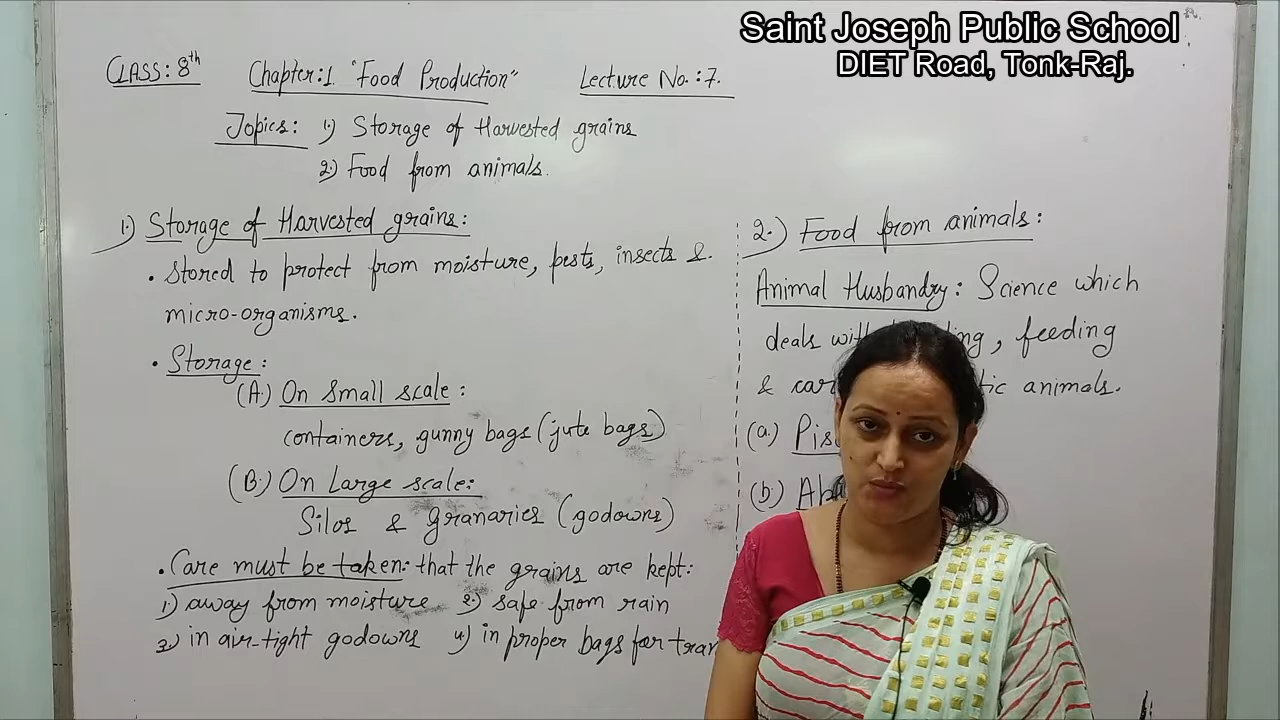 Saint Joseph Public School
DIET Road, Tonk-Raj.
CLASS: 8th Chapter:1 "Food Production" Lecture No.:7.
Topics: 1.) Storage of Harvested grains
2.) Food from animals.
1.) Storage of Harvested grains:
• Stored to protect from moisture, pests, insects &
micro-organisms.
• Storage:
(A.) On Small scale:
containers, gunny bags (jute bags)
(B.) On Large scale:
Silos & Granaries (godowns)
• Care must be taken: that the grains are kept:
1.) away from moisture 2.) safe from rain
3.) in air-tight godowns 4.) in proper bags for
2.) Food from animals:
Animal Husbandry: Science which
deals , feeding
& animals.
(a.)
(b.)